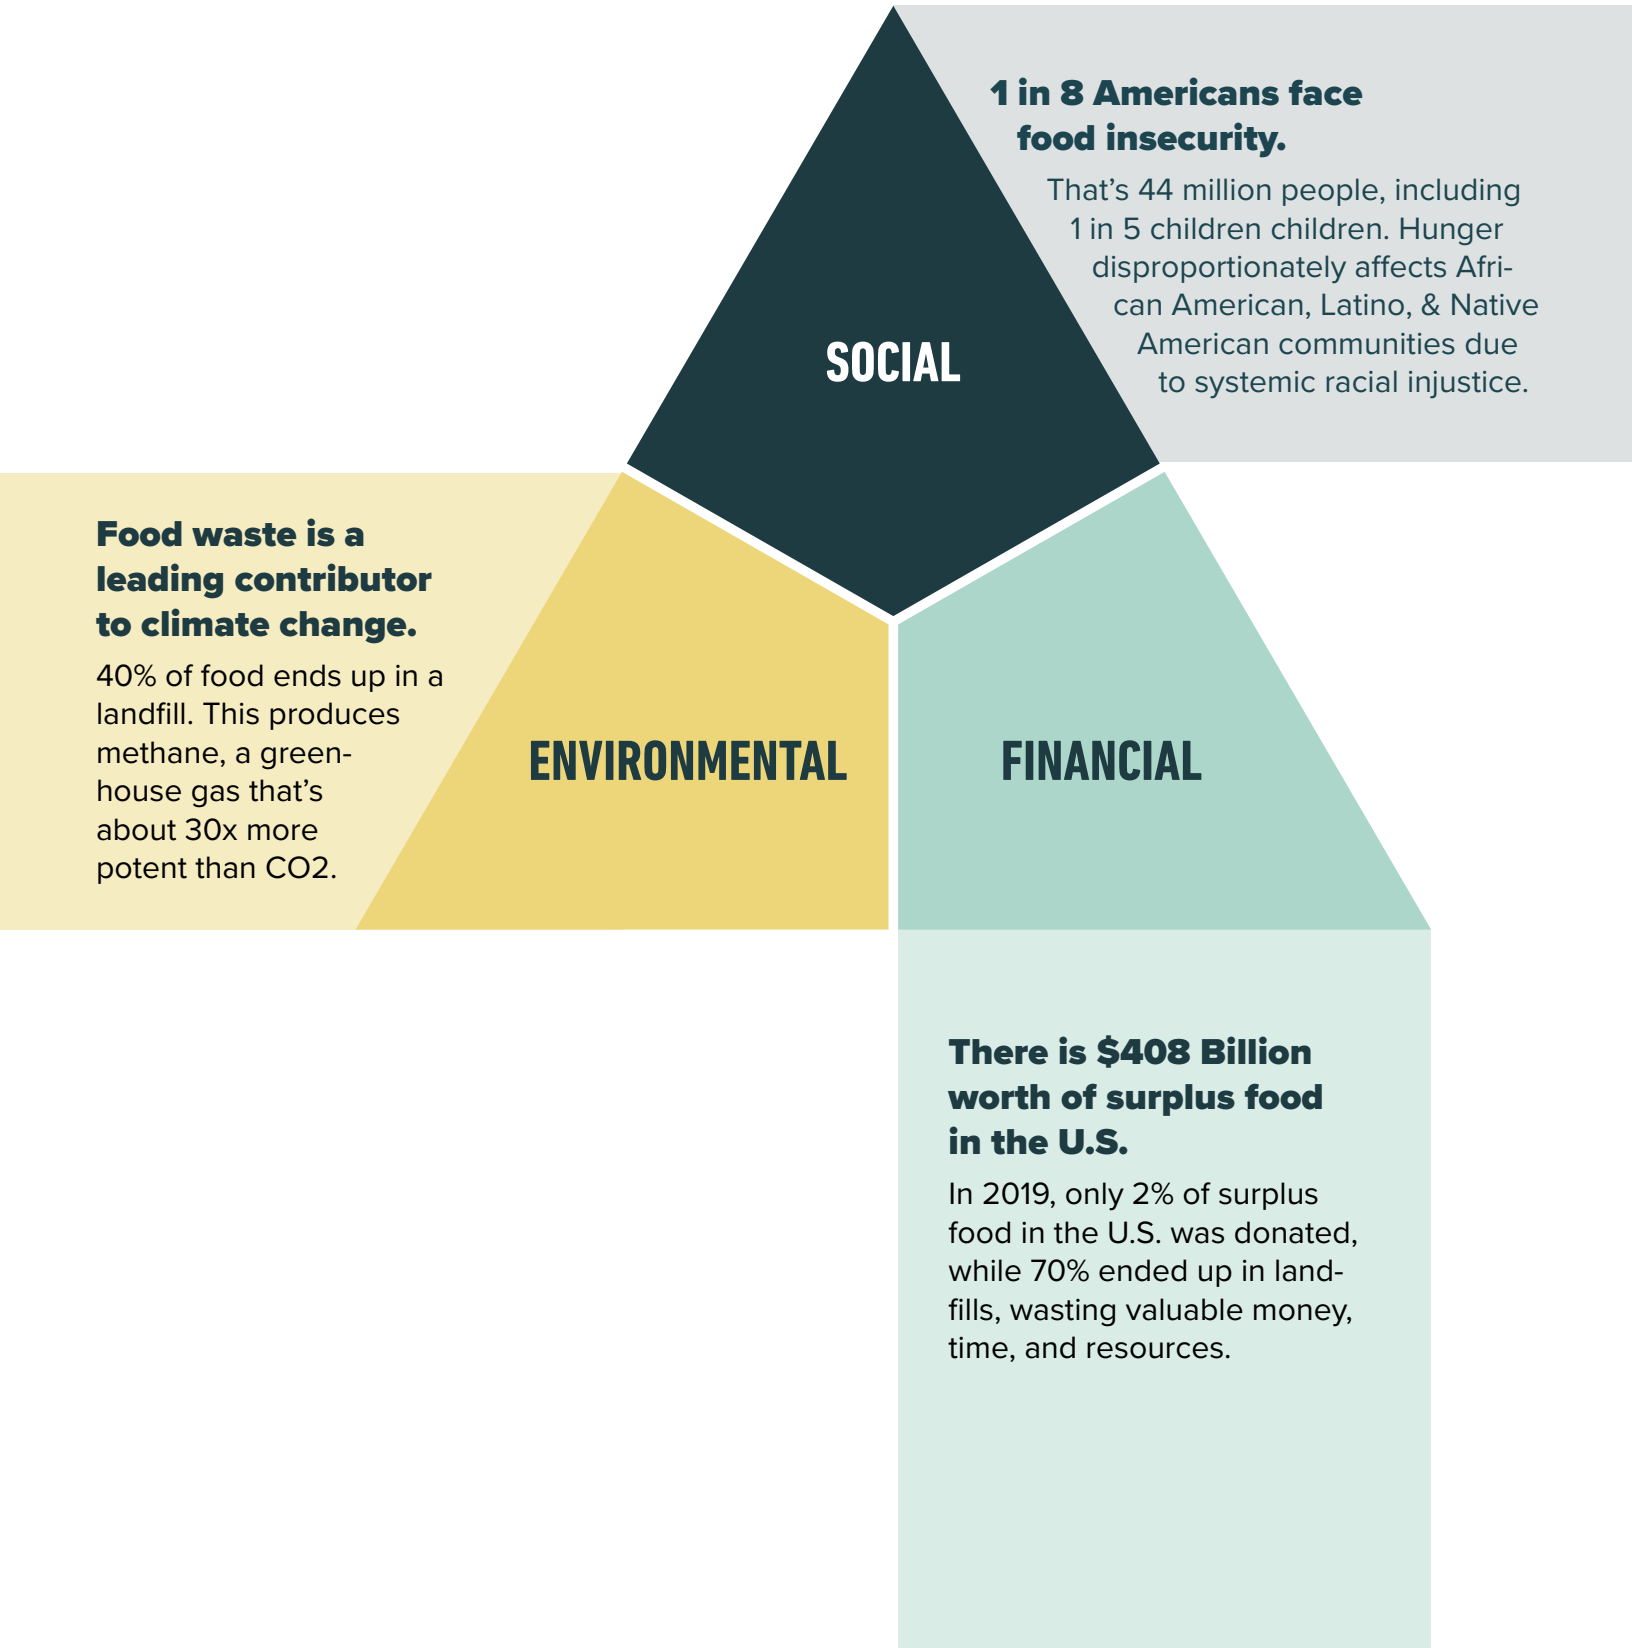 1 in 8 Americans face
food insecurity.
That’s 44 million people, including
1 in 5 children children. Hunger
disproportionately affects Afri-
can American, Latino, & Native
American communities due
to systemic racial injustice.
SOCIAL
Food waste is a
leading contributor
to climate change.
40% of food ends up in a
landfill. This produces
methane, a green-
house gas that’s
about 30x more
potent than CO2.
ENVIRONMENTAL
FINANCIAL
There is $408 Billion
worth of surplus food
in the U.S.
In 2019, only 2% of surplus
food in the U.S. was donated,
while 70% ended up in land-
fills, wasting valuable money,
time, and resources.